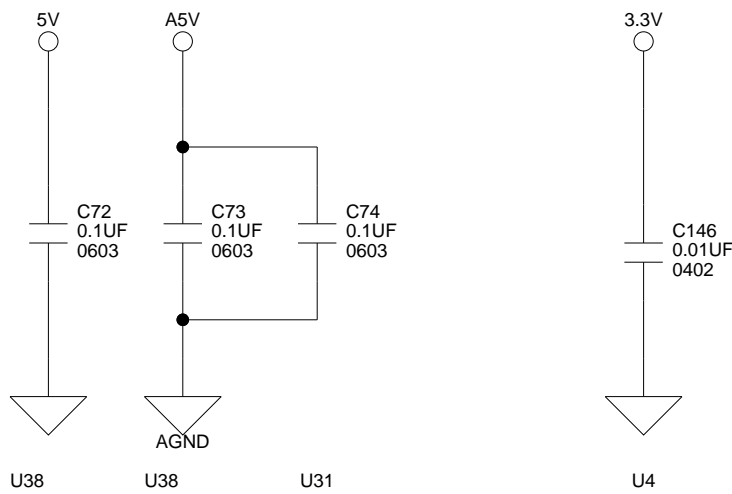 5V
A5V
3.3V
C72
0.1UF
0603
C73
0.1UF
0603
C74
0.1UF
0603
C146
0.01UF
0402
AGND
U38
U38
U31
U4